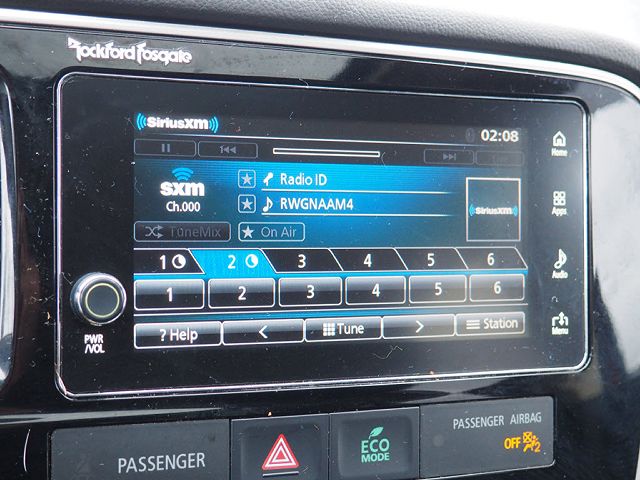 Rockford Fosgate
SiriusXM
02:08
Home
sxm
Radio ID
Ch.000
RWGNAAM4
SiriusXM
Apps
TuneMix
On Air
1 2 3 4 5 6
Audio
1 2 3 4 5 6
PWR
/VOL
? Help < Tune > Station
Menu
PASSENGER
ECO
MODE
PASSENGER AIRBAG
OFF 2